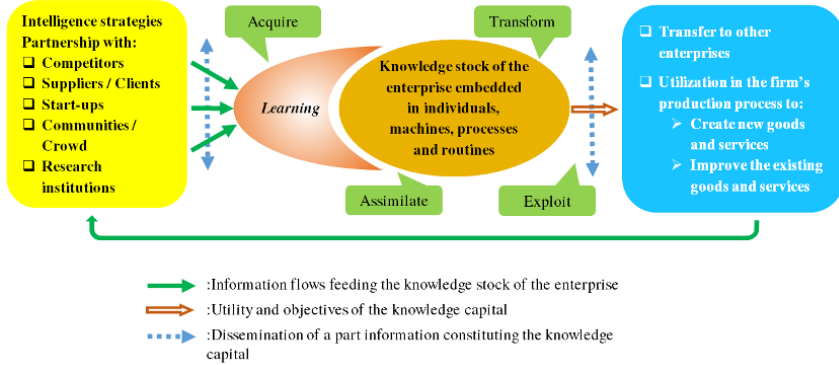 Intelligence strategies
Partnership with:
Competitors
Suppliers / Clients
Start-ups
Communities /
Crowd
Research
institutions
Acquire
Learning
Assimilate
Knowledge stock of the
enterprise embedded
in individuals,
machines, processes
and routines
Transform
Exploit
Transfer to other
enterprises
Utilization in the firm's
production process to:
Create new goods
and services
Improve the existing
goods and services
:Information flows feeding the knowledge stock of the enterprise
:Utility and objectives of the knowledge capital
:Dissemination of a part information constituting the knowledge
capital